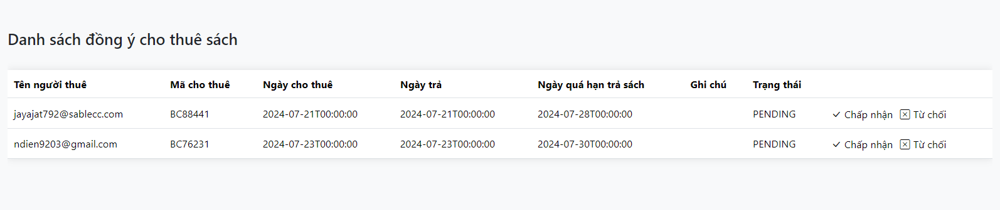 Danh sách đồng ý cho thuê sách
Tên người thuê Mã cho thuê Ngày cho thuê Ngày trả Ngày quá hạn trả sách Ghi chú Trạng thái
jayajat792@sablecc.com BC88441 2024-07-21T00:00:00 2024-07-21T00:00:00 2024-07-28T00:00:00 PENDING Chấp nhận Từ chối
ndien9203@gmail.com BC76231 2024-07-23T00:00:00 2024-07-23T00:00:00 2024-07-30T00:00:00 PENDING Chấp nhận Từ chối